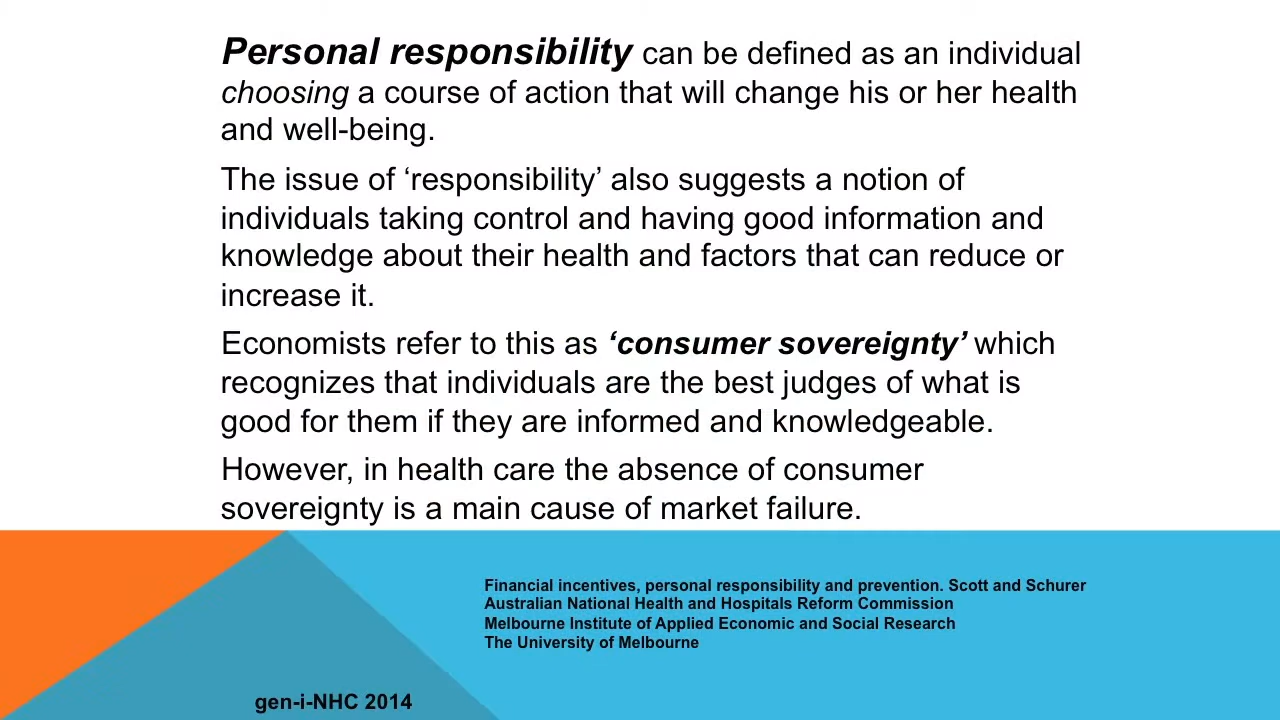 Personal responsibility can be defined as an individual
choosing a course of action that will change his or her health
and well-being.
The issue of ‘responsibility’ also suggests a notion of
individuals taking control and having good information and
knowledge about their health and factors that can reduce or
increase it.
Economists refer to this as ‘consumer sovereignty’ which
recognizes that individuals are the best judges of what is
good for them if they are informed and knowledgeable.
However, in health care the absence of consumer
sovereignty is a main cause of market failure.
Financial incentives, personal responsibility and prevention. Scott and Schurer
Australian National Health and Hospitals Reform Commission
Melbourne Institute of Applied Economic and Social Research
The University of Melbourne
gen-i-NHC 2014